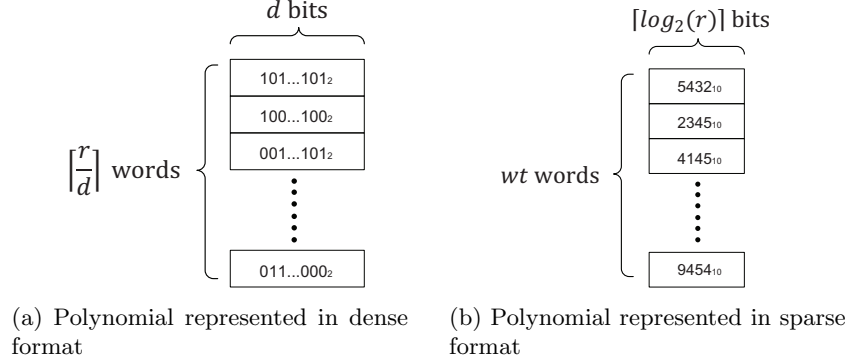 d bits
101...101₂
100...100₂
001...101₂
011...000₂
⌈r/d⌉ words
(a) Polynomial represented in dense
format
⌈log₂(r)⌉ bits
5432₁₀
2345₁₀
4145₁₀
9454₁₀
wt words
(b) Polynomial represented in sparse
format